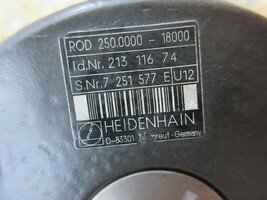 ROD 250.0000 - 18000
Id.Nr. 213 116 74
S.Nr.7 251 577 E U12
HEIDENHAIN
D-83301 Germany